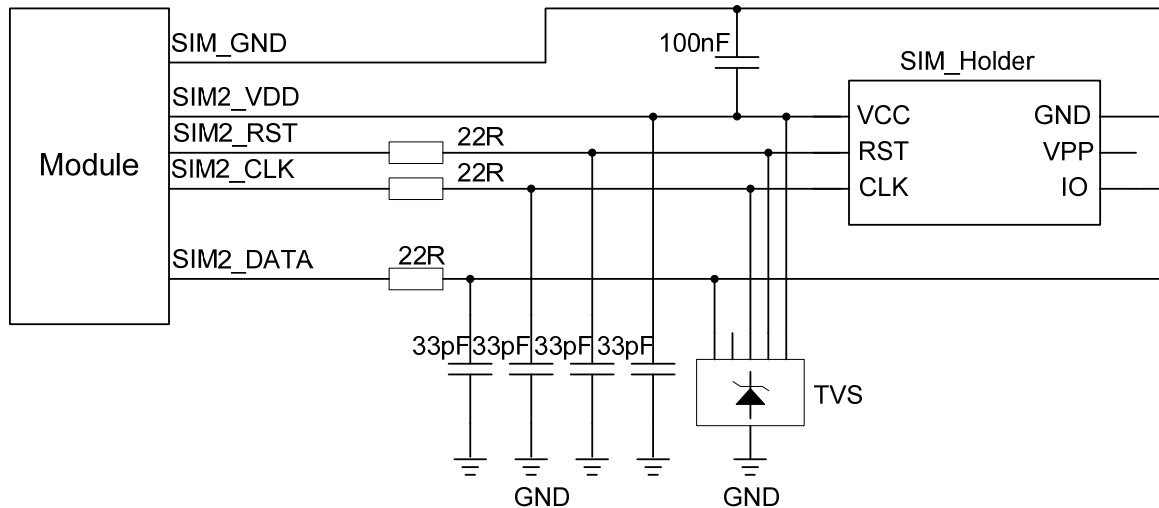 SIM_GND
100nF
SIM_Holder
SIM2_VDD
VCC
GND
SIM2_RST
22R
RST
VPP
Module
SIM2_CLK
22R
CLK
IO
SIM2_DATA
22R
33pF
33pF
33pF
33pF
TVS
GND
GND